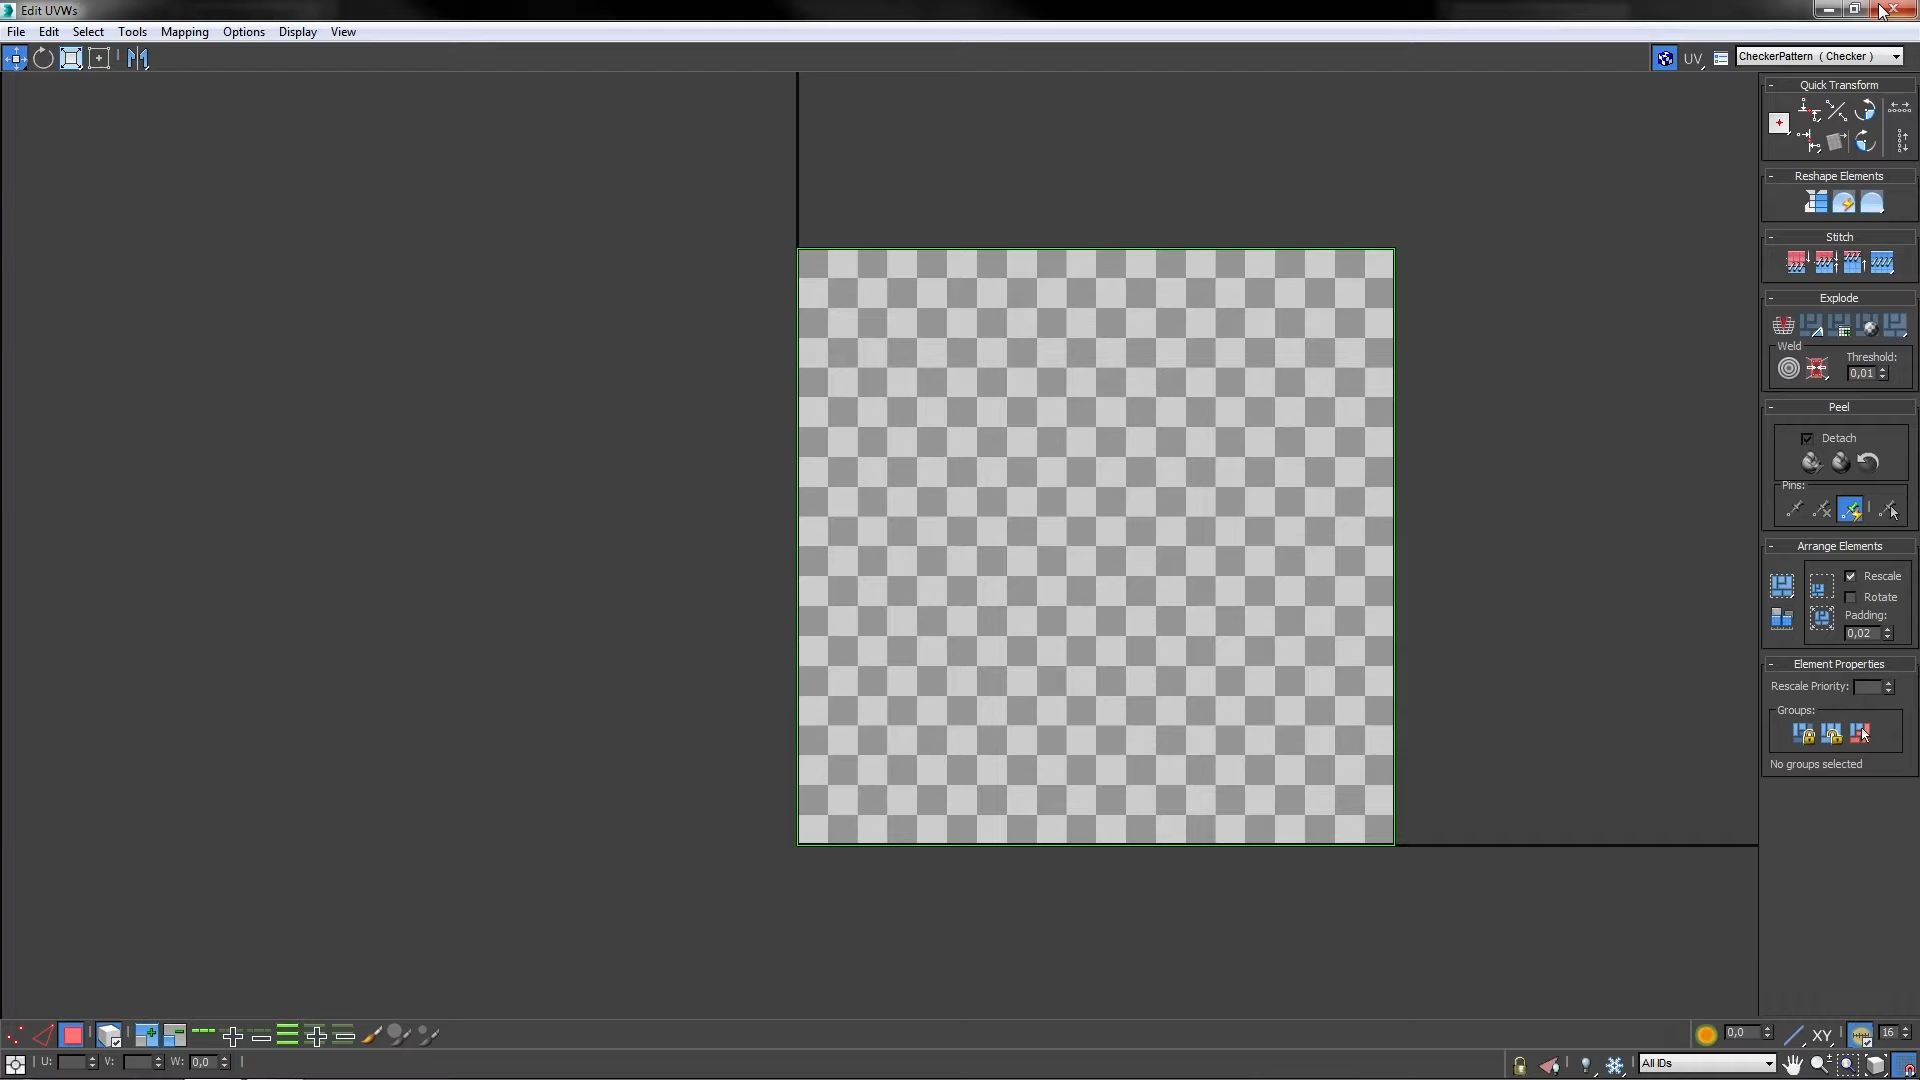 Edit UVWs
File Edit Select Tools Mapping Options Display View
UV CheckerPattern ( Checker )
Quick Transform
Reshape Elements
Stitch
Explode
Weld
Threshold:
0,01
Peel
Detach
Pins:
Arrange Elements
Rescale
Rotate
Padding:
0,02
Element Properties
Rescale Priority:
Groups:
No groups selected
0,0 XY 16
U: V: W: 0,0 All IDs